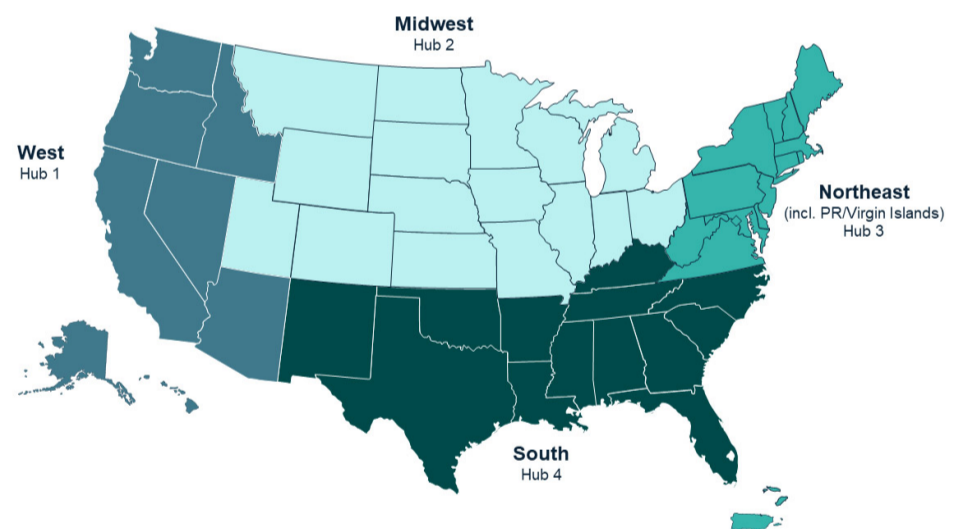 Midwest
Hub 2
West
Hub 1
Northeast
(incl. PR/Virgin Islands)
Hub 3
South
Hub 4